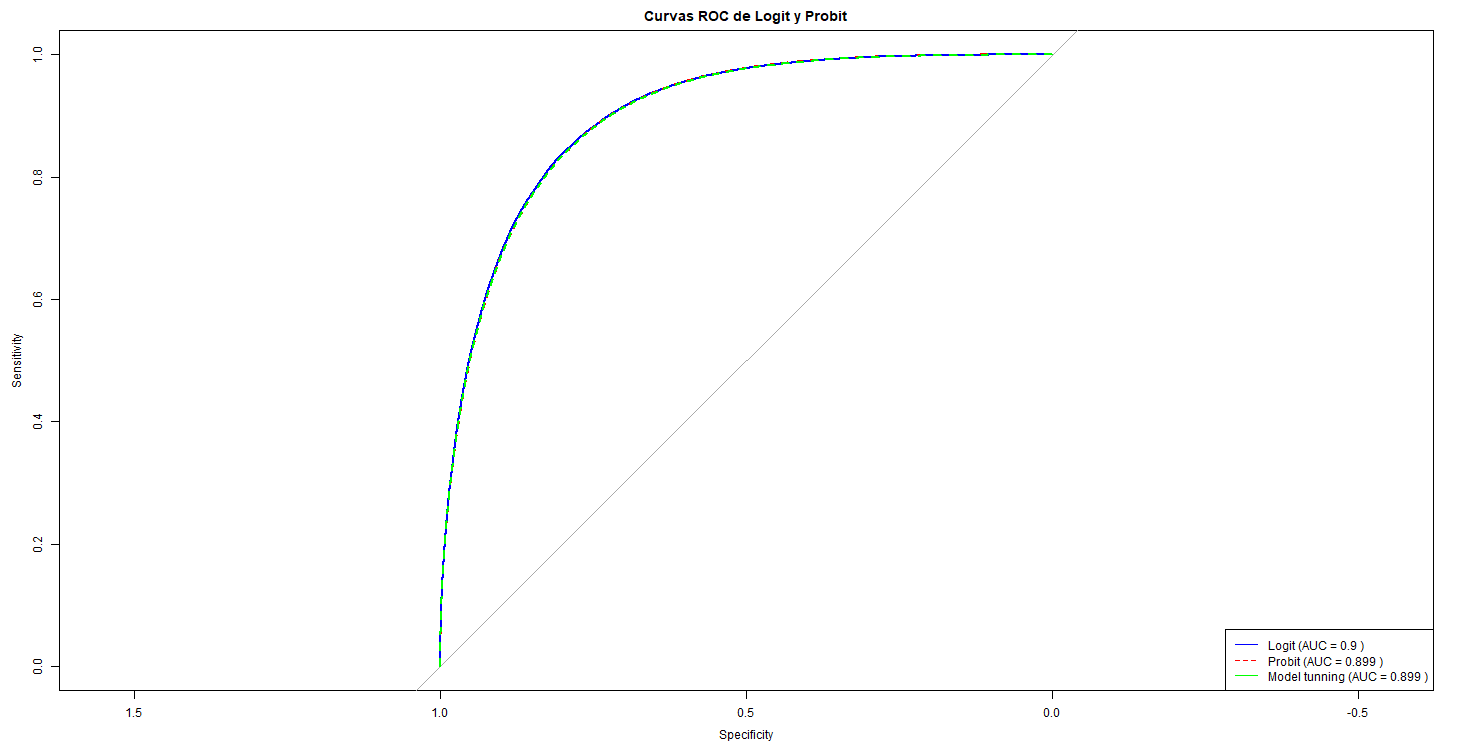 Curvas ROC de Logit y Probit
Sensitivity
1.0
0.8
0.6
0.4
0.2
0.0
Logit (AUC = 0.9 )
Probit (AUC = 0.899 )
Model tunning (AUC = 0.899 )
1.5 1.0 0.5 0.0 -0.5
Specificity